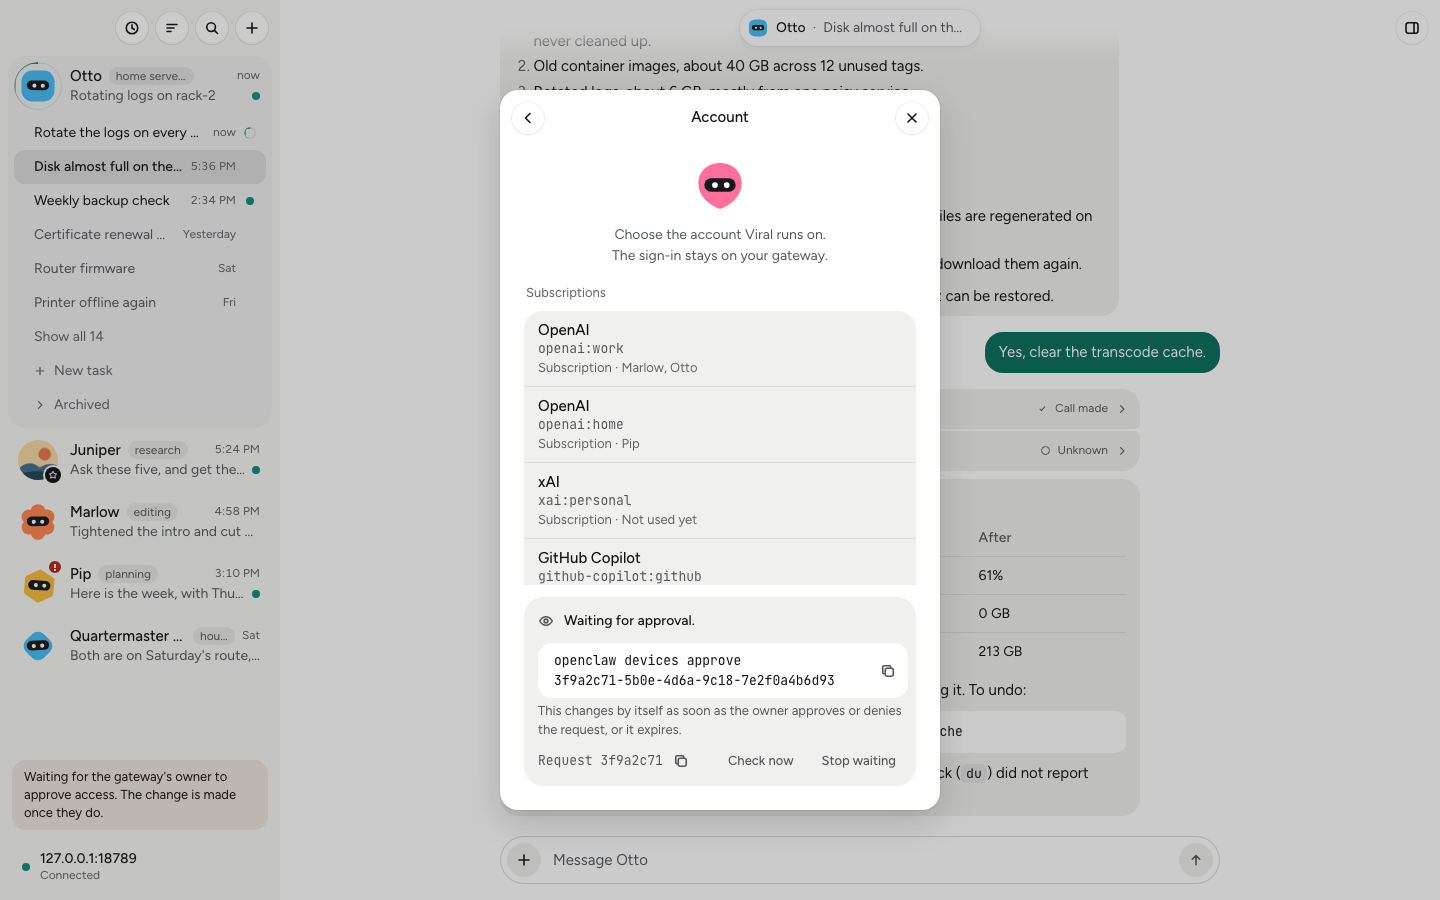 Otto
home serve...
now
Rotating logs on rack-2
Rotate the logs on every ...
now
Disk almost full on the...
5:36 PM
Weekly backup check
2:34 PM
Certificate renewal ...
Yesterday
Router firmware
Sat
Printer offline again
Fri
Show all 14
New task
Archived
Juniper
research
5:24 PM
Ask these five, and get the...
Marlow
editing
4:58 PM
Tightened the intro and cut ...
Pip
planning
3:10 PM
Here is the week, with Thu...
Quartermaster ...
hou...
Sat
Both are on Saturday's route,...
Waiting for the gateway's owner to
approve access. The change is made
once they do.
127.0.0.1:18789
Connected
Otto · Disk almost full on th...
never cleaned up.
2. Old container images, about 40 GB across 12 unused tags.
Account
Choose the account Viral runs on.
The sign-in stays on your gateway.
Subscriptions
OpenAI
openai:work
Subscription · Marlow, Otto
OpenAI
openai:home
Subscription · Pip
xAI
xai:personal
Subscription · Not used yet
GitHub Copilot
github-copilot:github
Waiting for approval.
openclaw devices approve
3f9a2c71-5b0e-4d6a-9c18-7e2f0a4b6d93
This changes by itself as soon as the owner approves or denies
the request, or it expires.
Request 3f9a2c71
Check now
Stop waiting
are regenerated on
download them again.
can be restored.
Yes, clear the transcode cache.
Call made
Unknown
After
61%
0 GB
213 GB
it. To undo:
(du) did not report
Message Otto